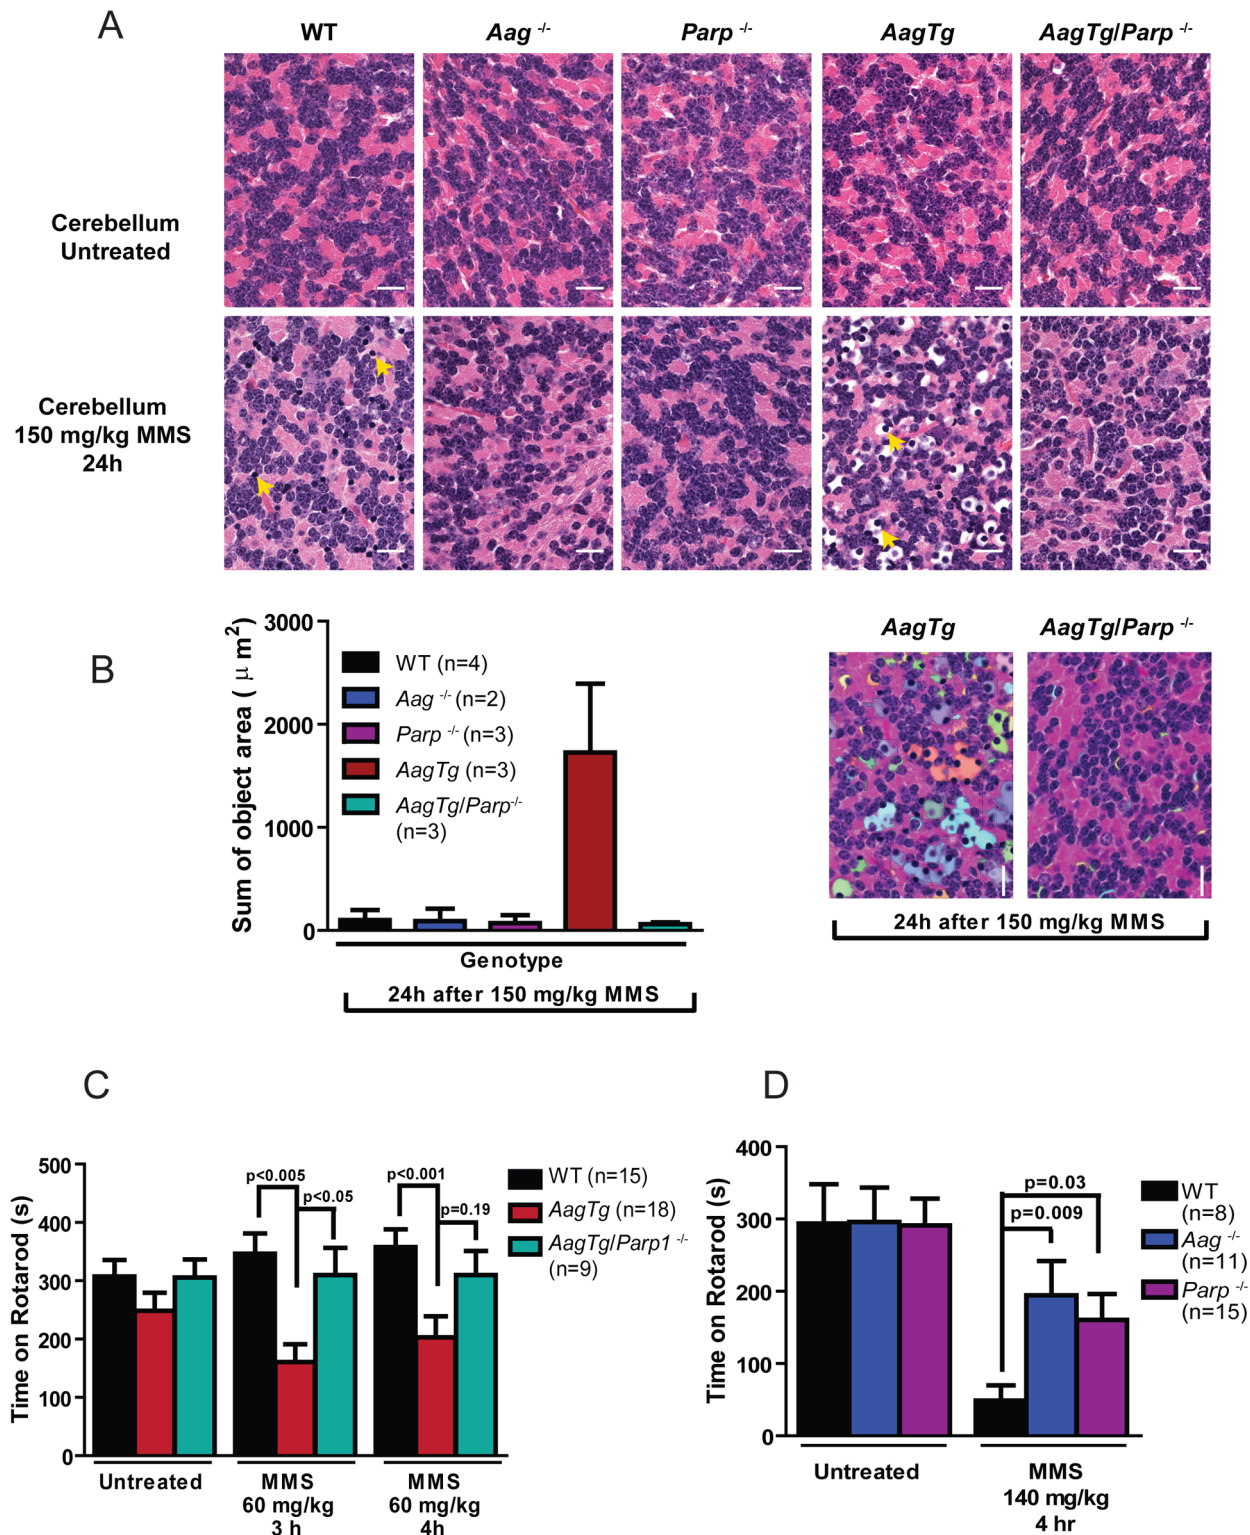 A
WT
Aag -/-
Parp -/-
AagTg
AagTg/Parp -/-
Cerebellum
Untreated
Cerebellum
150 mg/kg MMS
24h
B
Sum of object area ( μ m2)
3000
2000
1000
0
WT (n=4)
Aag -/- (n=2)
Parp -/- (n=3)
AagTg (n=3)
AagTg/Parp-/-
(n=3)
Genotype
24h after 150 mg/kg MMS
AagTg
AagTg/Parp -/-
24h after 150 mg/kg MMS
C
Time on Rotarod (s)
500
400
300
200
100
0
p<0.005
p<0.05
p<0.001
p=0.19
WT (n=15)
AagTg (n=18)
AagTg/Parp1 -/-
(n=9)
Untreated
MMS
60 mg/kg
3 h
MMS
60 mg/kg
4h
D
Time on Rotarod (s)
400
300
200
100
0
p=0.03
p=0.009
WT
(n=8)
Aag -/-
(n=11)
Parp -/-
(n=15)
Untreated
MMS
140 mg/kg
4 hr